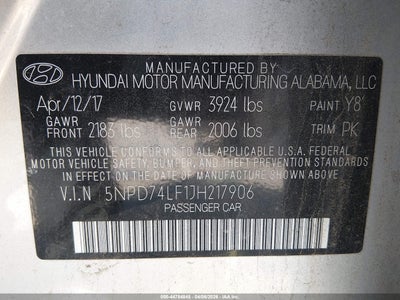 MANUFACTURED BY
HYUNDAI MOTOR MANUFACTURING ALABAMA, LLC
Apr/12/17 GVWR 3924 lbs PAINT Y8
GAWR FRONT 2183 lbs GAWR REAR 2006 lbs TRIM PK
THIS VEHICLE CONFORMS TO ALL APPLICABLE U.S.A. FEDERAL
MOTOR VEHICLE SAFETY, BUMPER, AND THEFT PREVENTION
STANDARDS IN EFFECT ON THE DATE OF MANUFACTURE SHOWN ABOVE.
V.I.N 5NPD74LF1JH217906
PASSENGER CAR